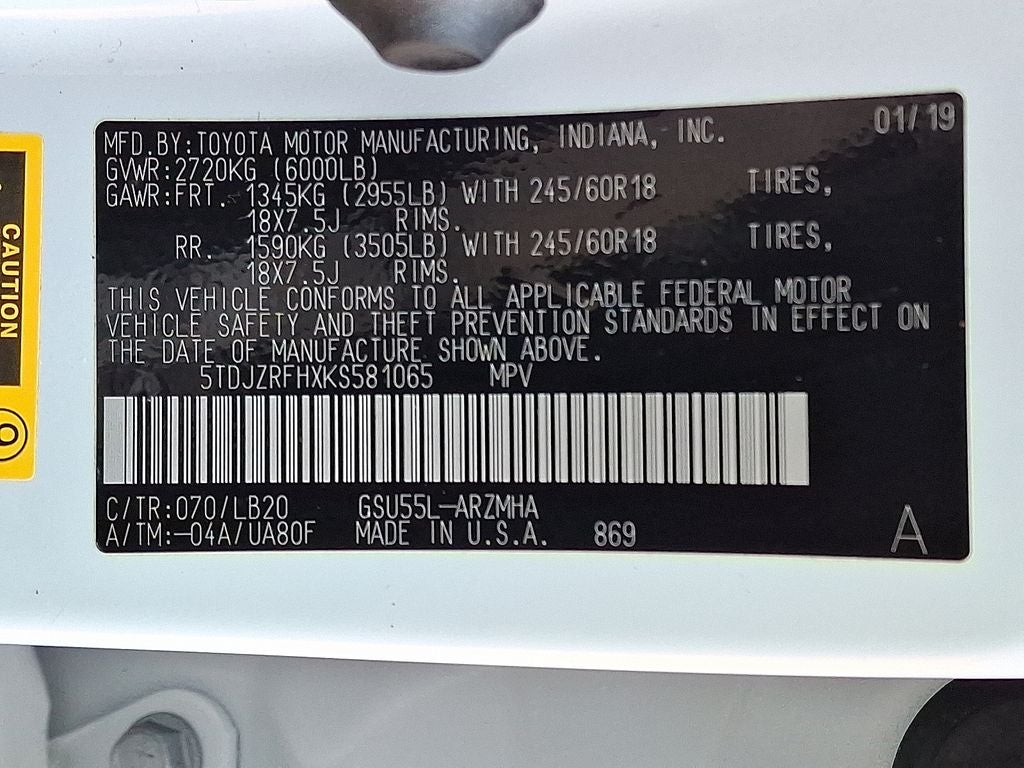 01/19
MFD.BY:TOYOTA MOTOR MANUFACTURING, INDIANA, INC.
GVWR:2720KG (6000LB)
GAWR:FRT. 1345KG (2955LB) WITH 245/60R18 TIRES,
18X7.5J RIMS.
RR. 1590KG (3505LB) WITH 245/60R18 TIRES,
18X7.5J RIMS.
THIS VEHICLE CONFORMS TO ALL APPLICABLE FEDERAL MOTOR
VEHICLE SAFETY AND THEFT PREVENTION STANDARDS IN EFFECT ON
THE DATE OF MANUFACTURE SHOWN ABOVE.
5TDJZRFHXKS581065 MPV
C/TR:070/LB20 GSU55L-ARZMHA
A/TM:-04A/UA80F MADE IN U.S.A. 869
A
CAUTION